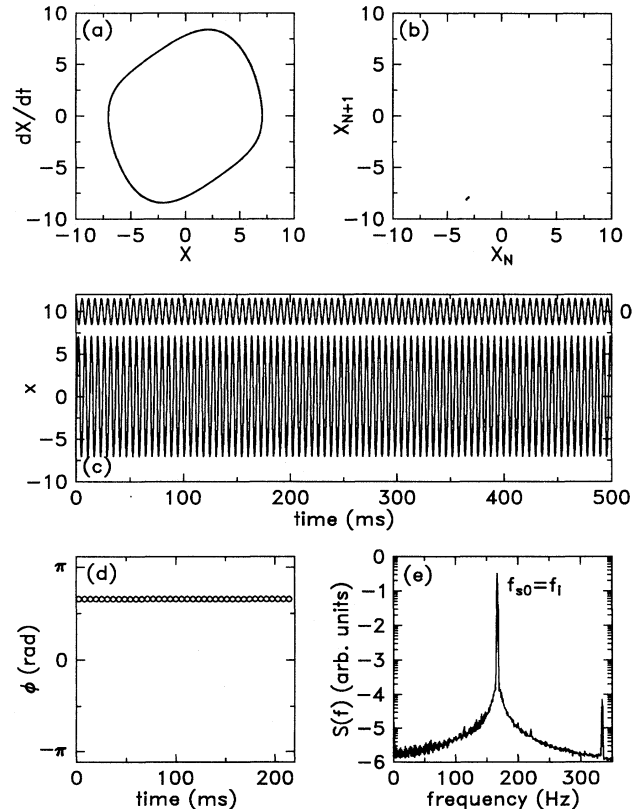 (a)
10
5
0
−5
−10
dX/dt
−10 −5 0 5 10
X
(b)
10
5
0
−5
−10
X_{N+1}
−10 −5 0 5 10
X_N
10
5
0
−5
−10
x
0
(c)
0 100 200 300 400 500
time (ms)
(d)
π
0
−π
ϕ (rad)
0 50 100 150 200
time (ms)
(e)
f_{s0}=f_i
0
−1
−2
−3
−4
−5
−6
S(f) (arb. units)
0 100 200 300
frequency (Hz)